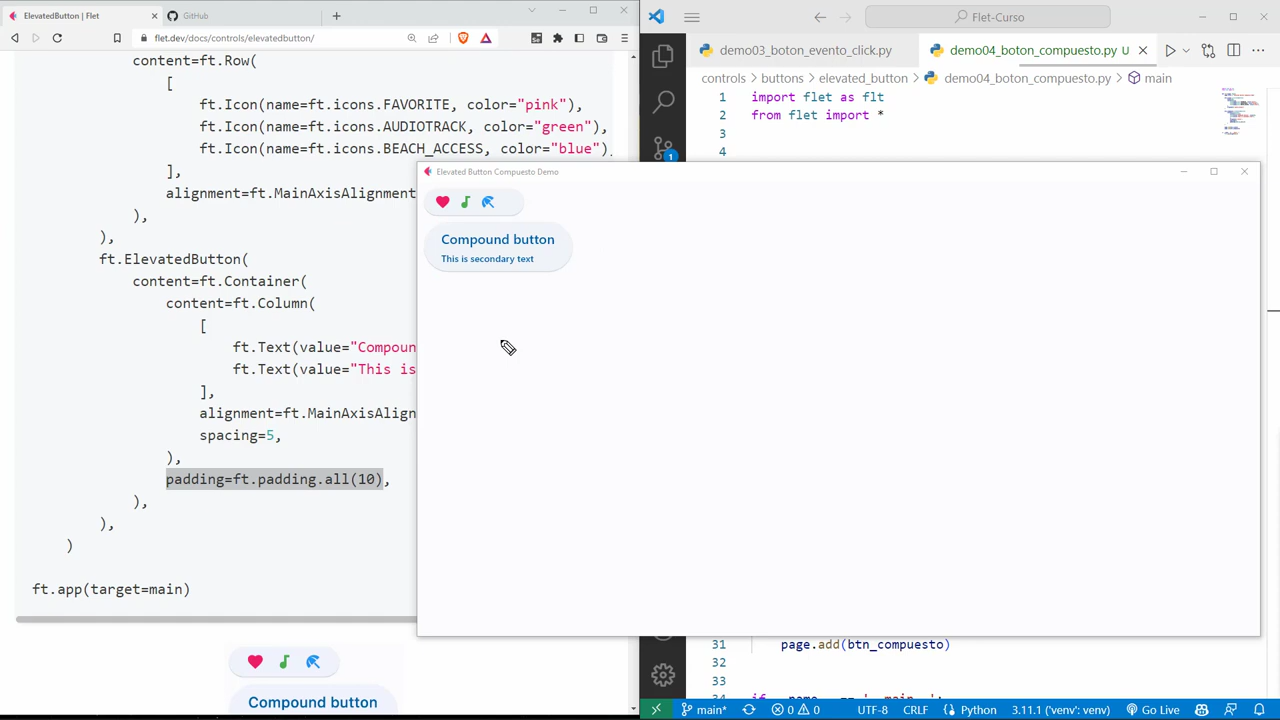 ElevatedButton | Flet
GitHub
flet.dev/docs/controls/elevatedbutton/
content=ft.Row(
[
ft.Icon(name=ft.icons.FAVORITE, color="pink"),
ft.Icon(name=ft.icons.AUDIOTRACK, color="green"),
ft.Icon(name=ft.icons.BEACH_ACCESS, color="blue"),
],
alignment=ft.MainAxisAlignment
),
),
ft.ElevatedButton(
content=ft.Container(
content=ft.Column(
[
ft.Text(value="Compoun
ft.Text(value="This is
],
alignment=ft.MainAxisAlign
spacing=5,
),
padding=ft.padding.all(10),
),
),
)
ft.app(target=main)
Compound button
Flet-Curso
demo03_boton_evento_click.py
demo04_boton_compuesto.py U
controls > buttons > elevated_button > demo04_boton_compuesto.py > main
1 import flet as flt
2 from flet import *
3
4
1
Elevated Button Compuesto Demo
Compound button
This is secondary text
31 page.add(btn_compuesto)
32
33
main*
0 0
UTF-8
CRLF
Python
3.11.1 ('venv': venv)
Go Live